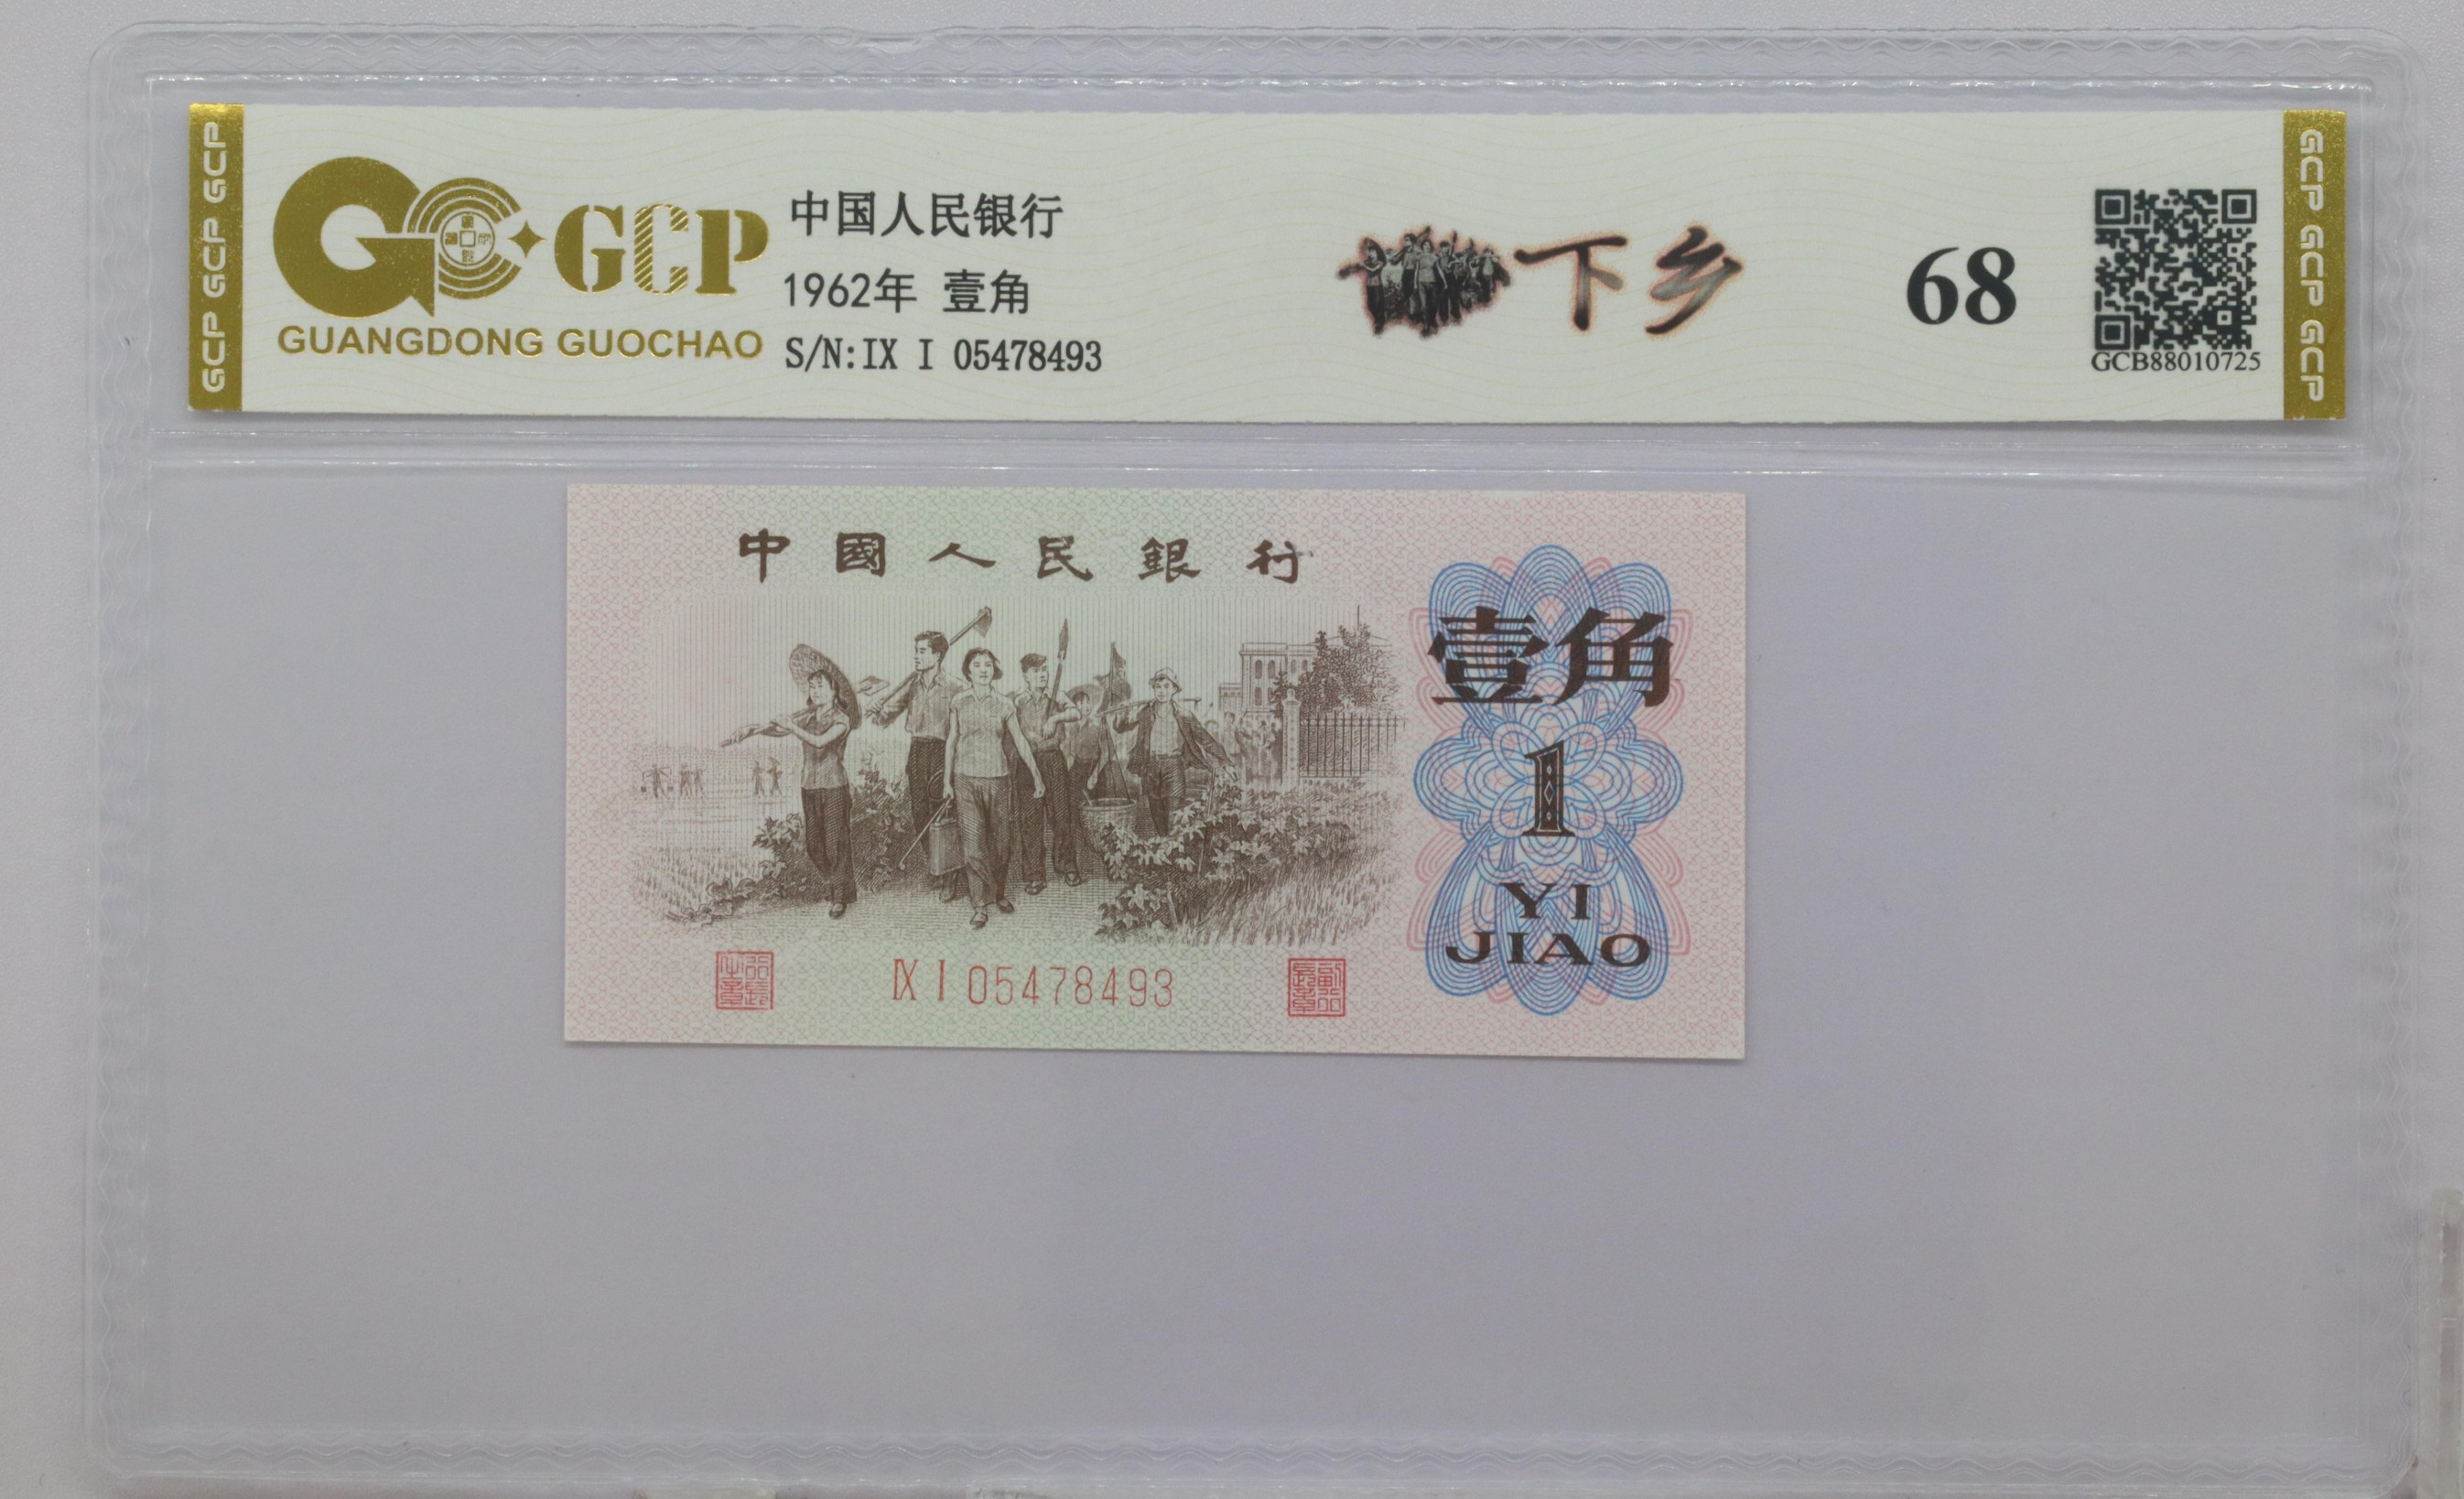 GCP GCP GCP
GCP
GUANGDONG GUOCHAO
中国人民银行
1962年 壹角
S/N:IX I 05478493
下乡
68
GCB88010725
GCP GCP GCP
中國人民銀行
壹角
1
YI
JIAO
IX I 05478493